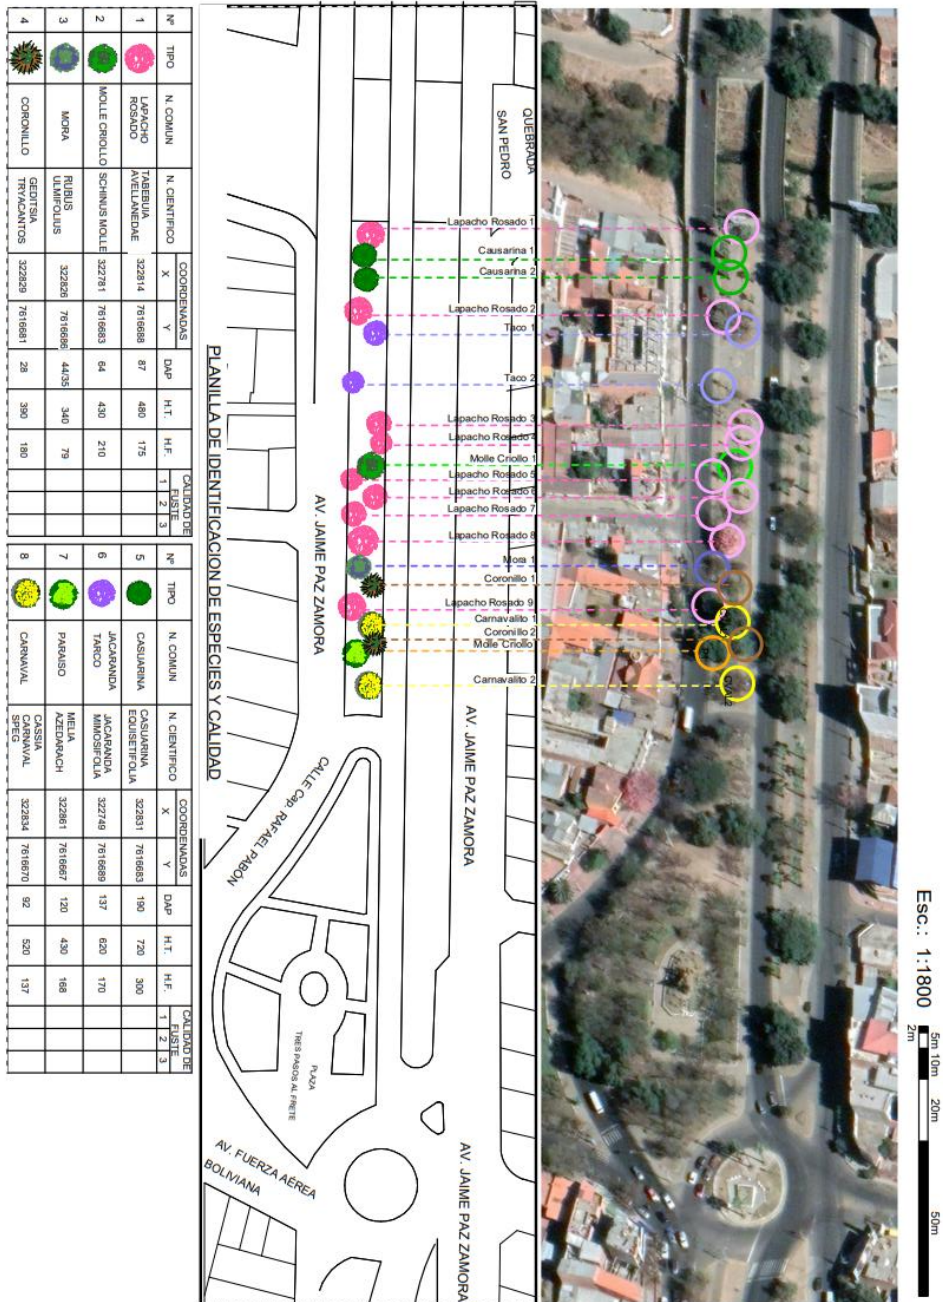 Esc.: 1:1800
5m 10m 20m 50m
2m
QUEBRADA
SAN PEDRO
Lapacho Rosado 1
Causarina 1
Causarina 2
Lapacho Rosado 2
Taco 1
Taco 2
Lapacho Rosado 3
Lapacho Rosado 4
Molle Criollo 1
Lapacho Rosado 5
Lapacho Rosado 6
Lapacho Rosado 7
Lapacho Rosado 8
Mora 1
Coronillo 1
Lapacho Rosado 9
Carnavalito 1
Coronillo 2
Molle Criollo
Carnavalito 2
AV. JAIME PAZ ZAMORA
AV. JAIME PAZ ZAMORA
AV. JAIME PAZ ZAMORA
CALLE Cap. RAFAEL PABÓN
PLAZA
TRES PASOS AL FRETE
AV. FUERZA AÉREA
BOLIVIANA
PLANILLA DE IDENTIFICACION DE ESPECIES Y CALIDAD
Nº TIPO N. COMUN N. CIENTIFICO COORDENADAS X Y DAP H.T. H.F. CALIDAD DE FUSTE 1 2 3
1 LAPACHO ROSADO TABEBUIA AVELLANEDAE 322814 7616688 87 480 175
2 MOLLE CRIOLLO SCHINUS MOLLE 322781 7616683 64 430 210
3 MORA RUBUS ULMIFOLIUS 322826 7616686 44/35 340 79
4 CORONILLO GEDITSIA TRYACANTOS 322829 7616681 28 390 180
Nº TIPO N. COMUN N. CIENTIFICO COORDENADAS X Y DAP H.T. H.F. CALIDAD DE FUSTE 1 2 3
5 CASUARINA CASUARINA EQUISETIFOLIA 322831 7616683 190 720 300
6 JACARANDA TARCO JACARANDA MIMOSIFOLIA 322749 7616689 137 620 170
7 PARAISO MELIA AZEDARACH 322861 7616667 120 430 168
8 CARNAVAL CASSIA CARNAVAL SPEG 322834 7616670 92 520 137